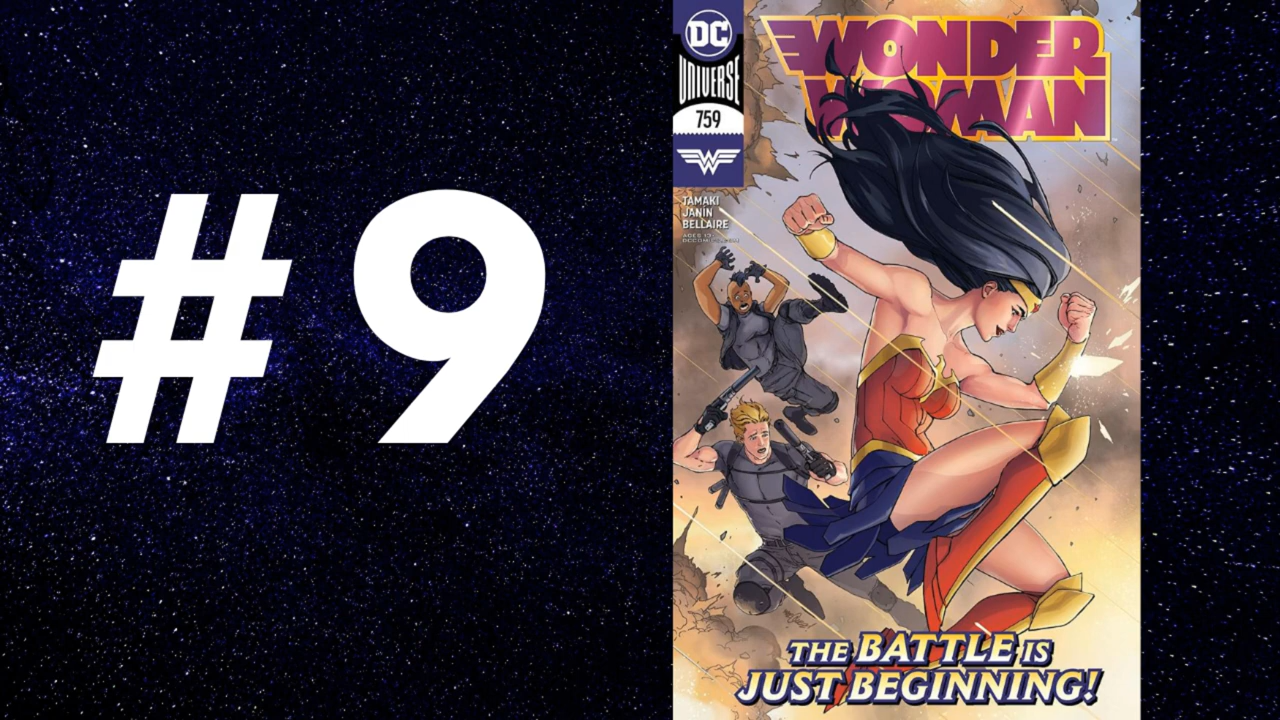 # 9
DC
UNIVERSE
759
W
TAMAKI
JANIN
BELLAIRE
WONDER
WOMAN
THE BATTLE IS
JUST BEGINNING!